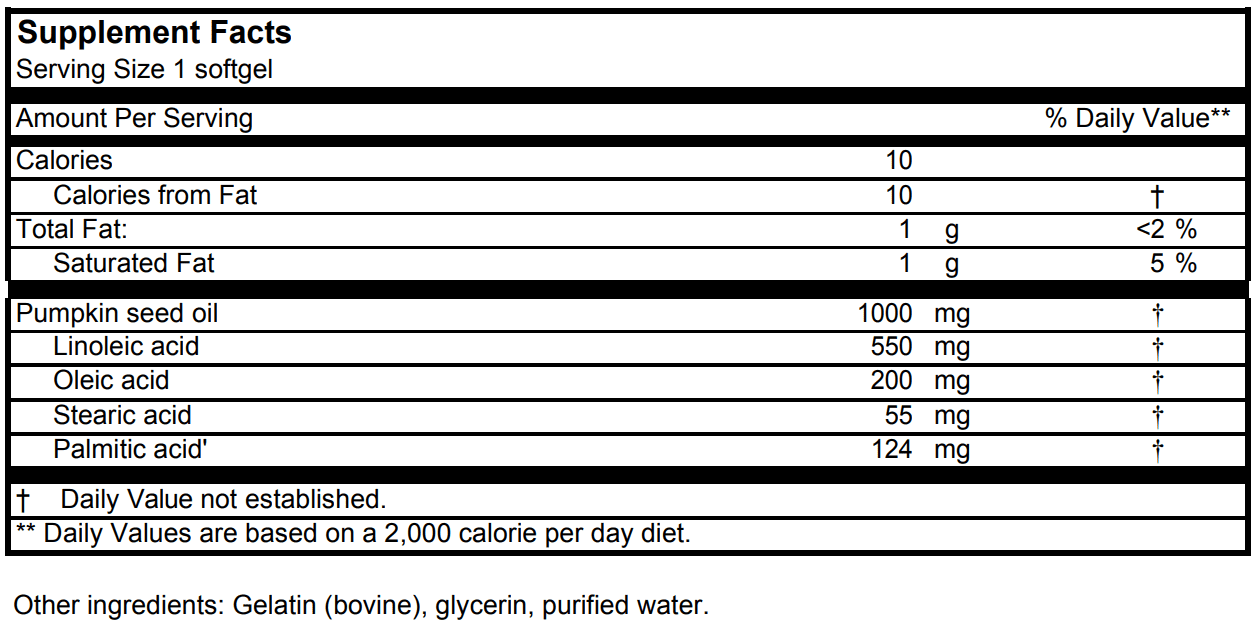 Supplement Facts
Serving Size 1 softgel
Amount Per Serving % Daily Value**
Calories 10
Calories from Fat 10 †
Total Fat: 1 g <2 %
Saturated Fat 1 g 5 %
Pumpkin seed oil 1000 mg †
Linoleic acid 550 mg †
Oleic acid 200 mg †
Stearic acid 55 mg †
Palmitic acid' 124 mg †
† Daily Value not established.
** Daily Values are based on a 2,000 calorie per day diet.
Other ingredients: Gelatin (bovine), glycerin, purified water.